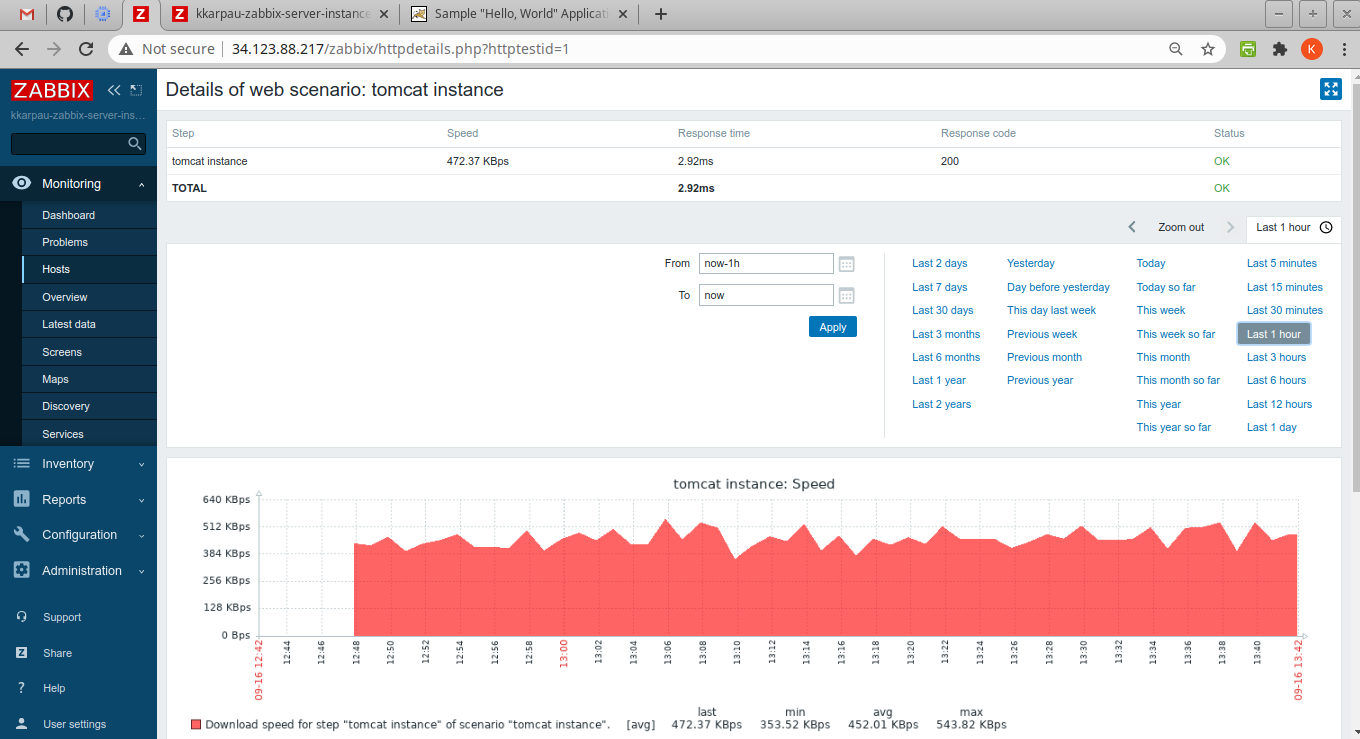 kkarpau-zabbix-server-instance
Sample "Hello, World" Applicati
Not secure 34.123.88.217/zabbix/httpdetails.php?httptestid=1
K
ZABBIX
kkarpau-zabbix-server-ins...
Monitoring
Dashboard
Problems
Hosts
Overview
Latest data
Screens
Maps
Discovery
Services
Inventory
Reports
Configuration
Administration
Support
Share
Help
User settings
Details of web scenario: tomcat instance
Step Speed Response time Response code Status
tomcat instance 472.37 KBps 2.92ms 200 OK
TOTAL 2.92ms OK
Zoom out Last 1 hour
From now-1h
To now
Apply
Last 2 days Yesterday Today Last 5 minutes
Last 7 days Day before yesterday Today so far Last 15 minutes
Last 30 days This day last week This week Last 30 minutes
Last 3 months Previous week This week so far Last 1 hour
Last 6 months Previous month This month Last 3 hours
Last 1 year Previous year This month so far Last 6 hours
Last 2 years This year Last 12 hours
This year so far Last 1 day
tomcat instance: Speed
640 KBps
512 KBps
384 KBps
256 KBps
128 KBps
0 Bps
09-16 12:42 12:44 12:46 12:48 12:50 12:52 12:54 12:56 12:58 13:00 13:02 13:04 13:06 13:08 13:10 13:12 13:14 13:16 13:18 13:20 13:22 13:24 13:26 13:28 13:30 13:32 13:34 13:36 13:38 13:40 09-16 13:42
last min avg max
Download speed for step "tomcat instance" of scenario "tomcat instance". [avg] 472.37 KBps 353.52 KBps 452.01 KBps 543.82 KBps